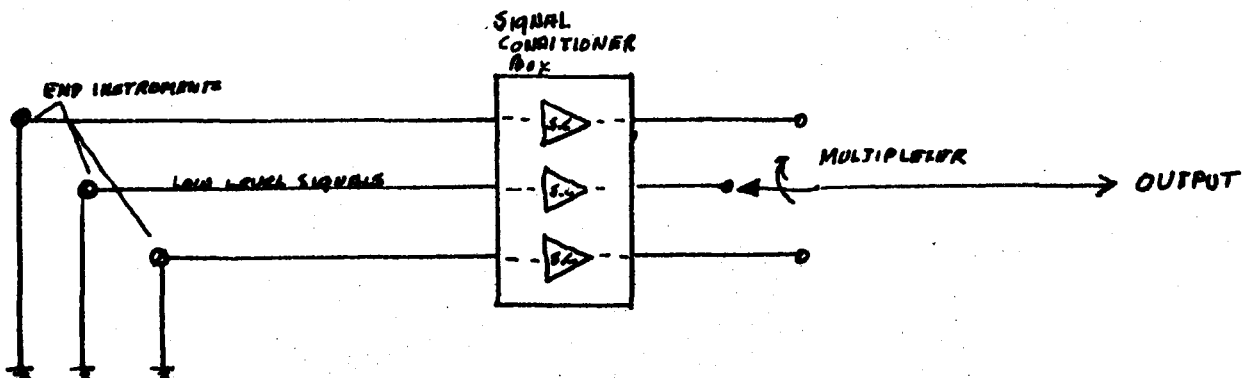 SIGNAL
CONDITIONER
BOX
END INSTRUMENTS
S.C.
LOW LEVEL SIGNALS
S.C.
S.C.
MULTIPLEXER
OUTPUT